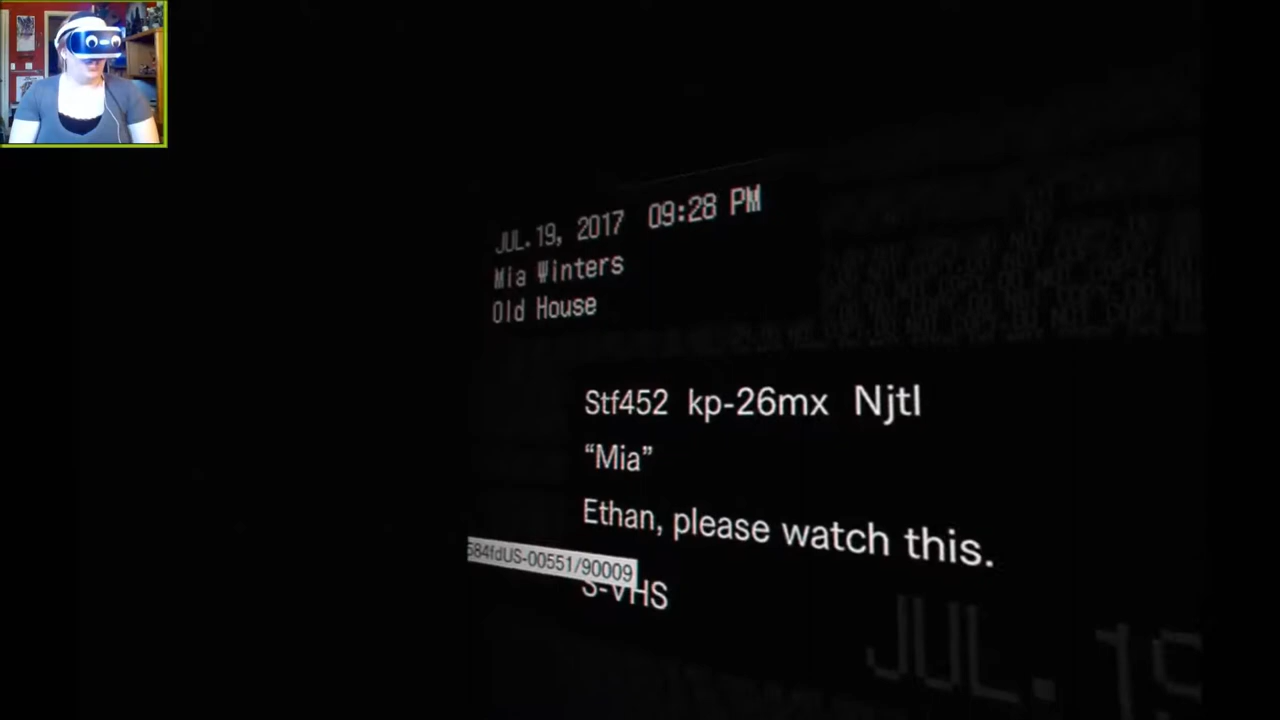 JUL.19, 2017 09:28 PM
Mia Winters
Old House
Stf452 kp-26mx Njtl
“Mia”
Ethan, please watch this.
584fdUS-00551/90009
S-VHS
JUL. 19